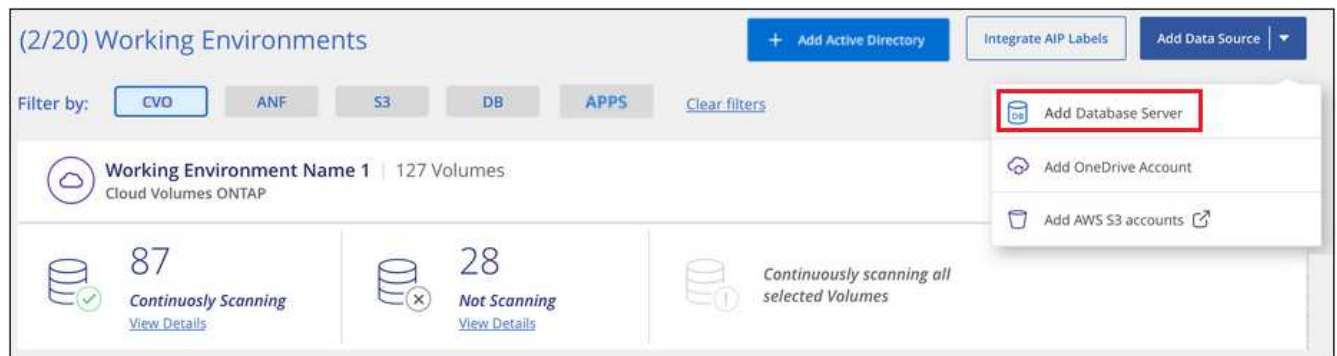 (2/20) Working Environments
+ Add Active Directory
Integrate AIP Labels
Add Data Source
Filter by:
CVO
ANF
S3
DB
APPS
Clear filters
DB
Add Database Server
Add OneDrive Account
Add AWS S3 accounts
Working Environment Name 1 | 127 Volumes
Cloud Volumes ONTAP
87
Continuosly Scanning
View Details
28
Not Scanning
View Details
Continuously scanning all
selected Volumes